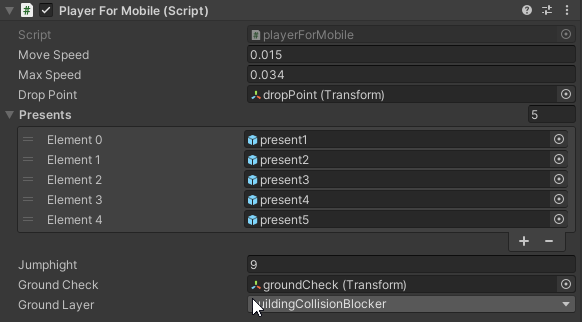 Player For Mobile (Script)
Script playerForMobile
Move Speed 0.015
Max Speed 0.034
Drop Point dropPoint (Transform)
Presents 5
Element 0 present1
Element 1 present2
Element 2 present3
Element 3 present4
Element 4 present5
Jumphight 9
Ground Check groundCheck (Transform)
Ground Layer